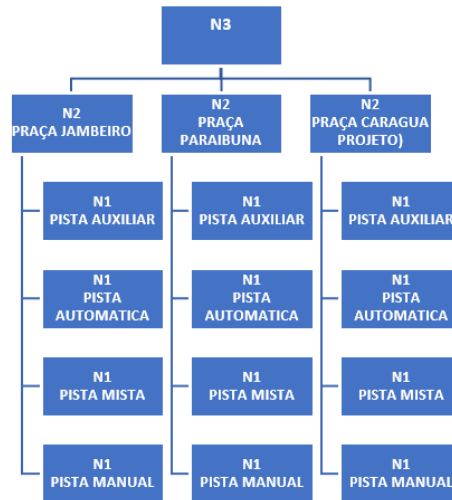 N3
N2
PRAÇA JAMBEIRO
N2
PRAÇA
PARAIBUNA
N2
PRAÇA CARAGUA
PROJETO)
N1
PISTA AUXILIAR
N1
PISTA
AUTOMATICA
N1
PISTA MISTA
N1
PISTA MANUAL
N1
PISTA AUXILIAR
N1
PISTA
AUTOMATICA
N1
PISTA MISTA
N1
PISTA MANUAL
N1
PISTA AUXILIAR
N1
PISTA
AUTOMATICA
N1
PISTA MISTA
N1
PISTA MANUAL